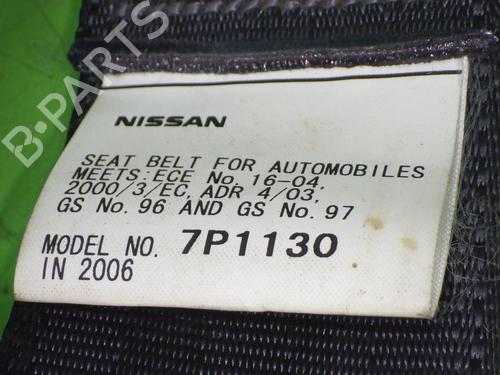 B-PARTS
NISSAN
SEAT BELT FOR AUTOMOBILES
MEETS:ECE No. 16-04,
2000/3/EC, ADR 4/03,
GS No. 96 AND GS No. 97
MODEL NO. 7P1130
IN 2006